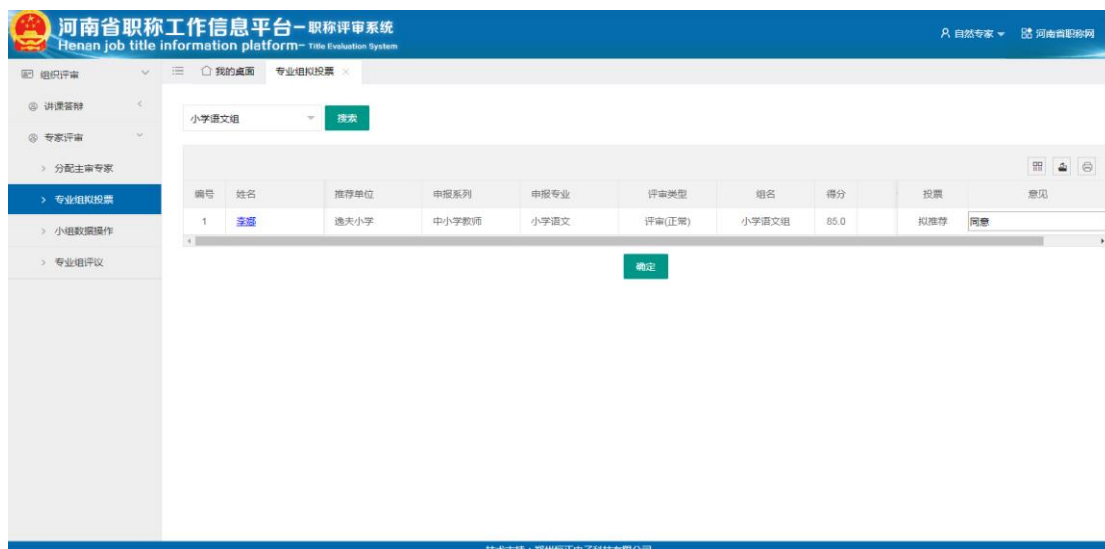 河南省职称工作信息平台-职称评审系统
Henan job title information platform- Title Evaluation System
自然专家 河南省职称网
组织评审
我的桌面 专业组拟投票 ×
讲课答辩
小学语文组 搜索
专家评审
> 分配主审专家
> 专业组拟投票
> 小组数据操作
> 专业组评议
编号 姓名 推荐单位 申报系列 申报专业 评审类型 组名 得分 投票 意见
1 李娜 逸夫小学 中小学教师 小学语文 评审(正常) 小学语文组 85.0 拟推荐 同意
确定